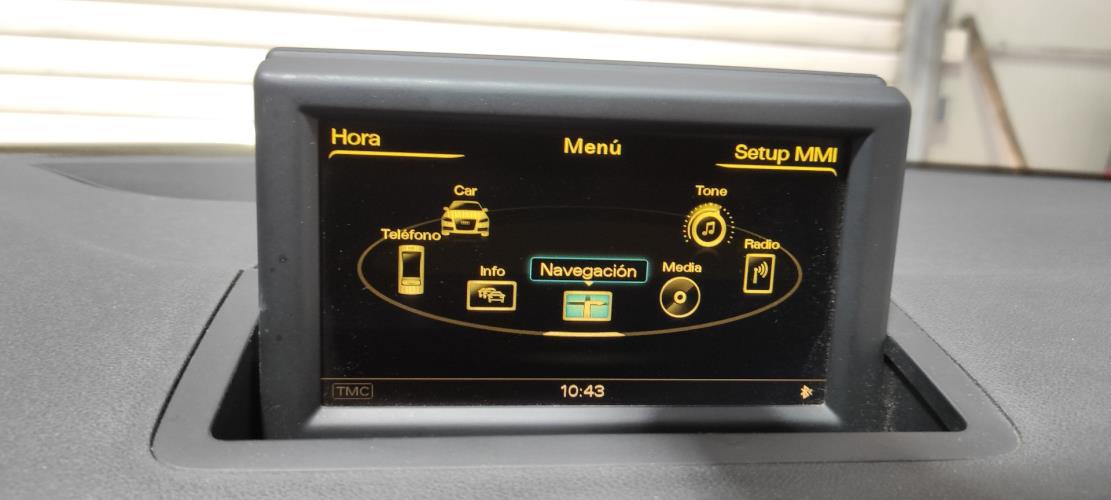 Hora
Menú
Setup MMI
Car
Tone
Teléfono
Radio
Info
Navegación
Media
TMC
10:43